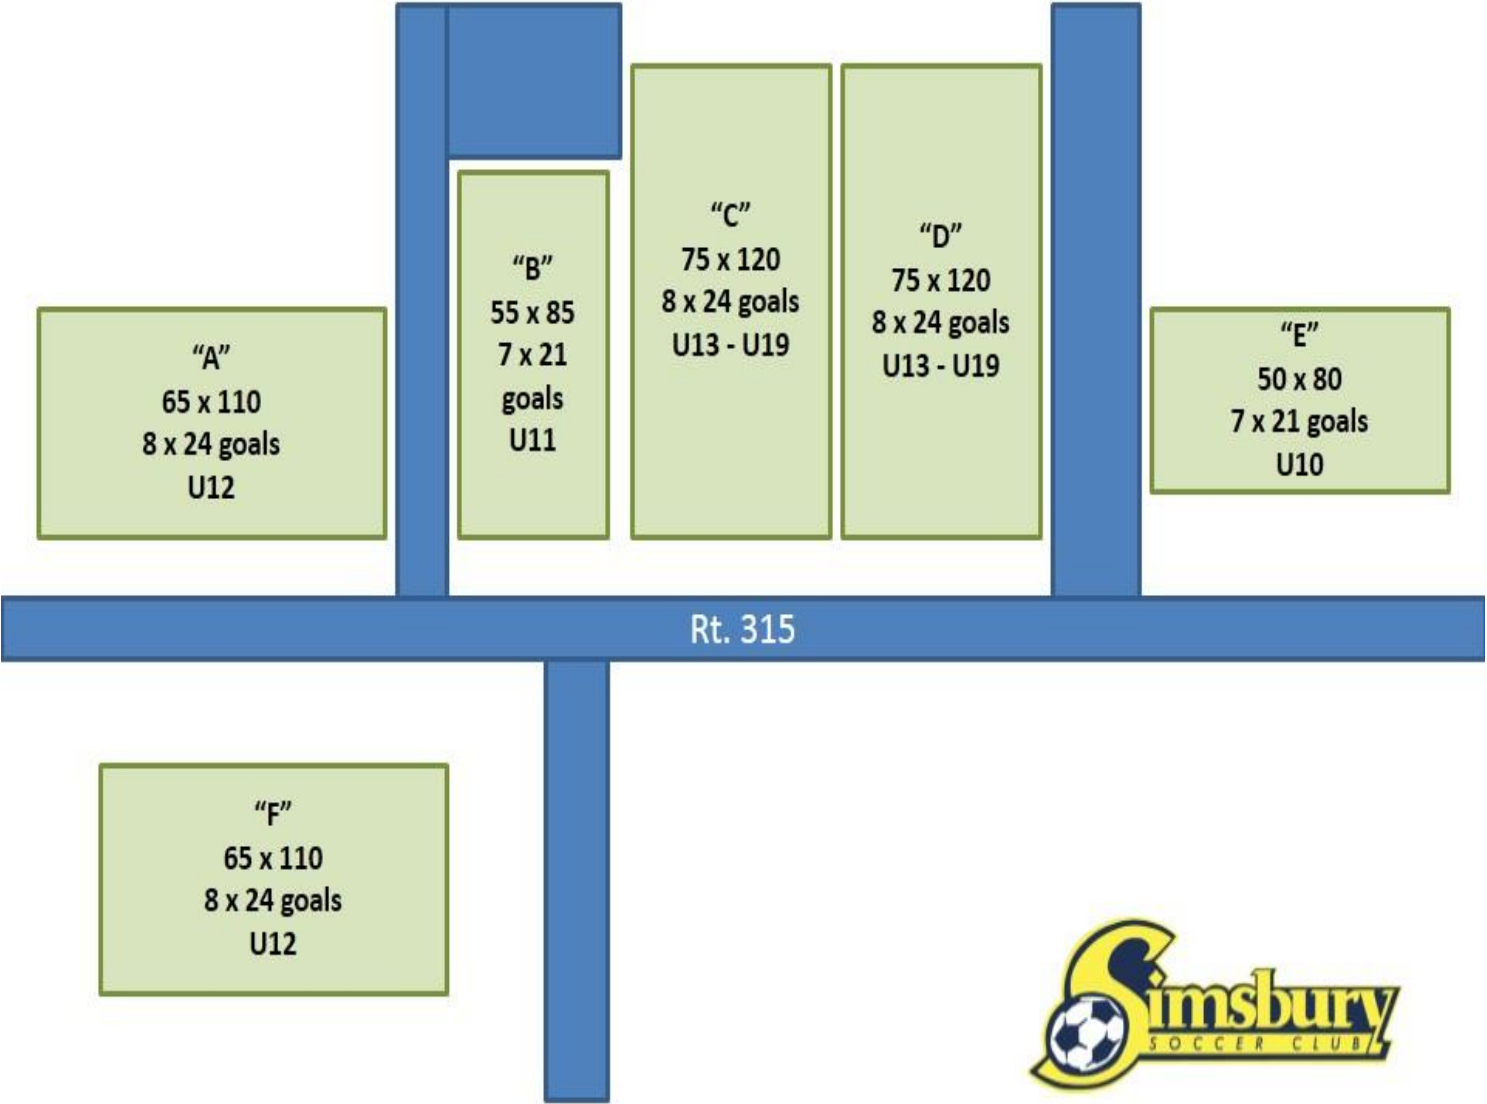 “A”
65 x 110
8 x 24 goals
U12
“B”
55 x 85
7 x 21
goals
U11
“C”
75 x 120
8 x 24 goals
U13 - U19
“D”
75 x 120
8 x 24 goals
U13 - U19
“E”
50 x 80
7 x 21 goals
U10
Rt. 315
“F”
65 x 110
8 x 24 goals
U12
Simsbury
SOCCER CLUB